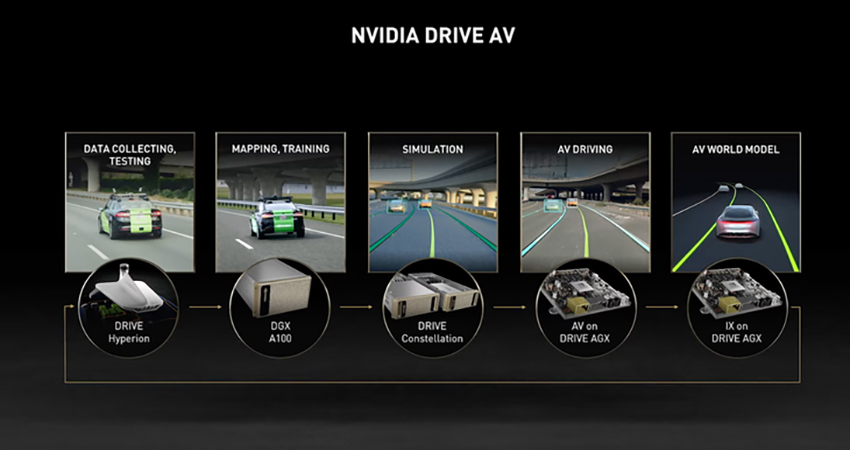 NVIDIA DRIVE AV
DATA COLLECTING,
TESTING
MAPPING, TRAINING
SIMULATION
AV DRIVING
AV WORLD MODEL
DRIVE
Hyperion
DGX
A100
DRIVE
Constellation
AV on
DRIVE AGX
IX on
DRIVE AGX